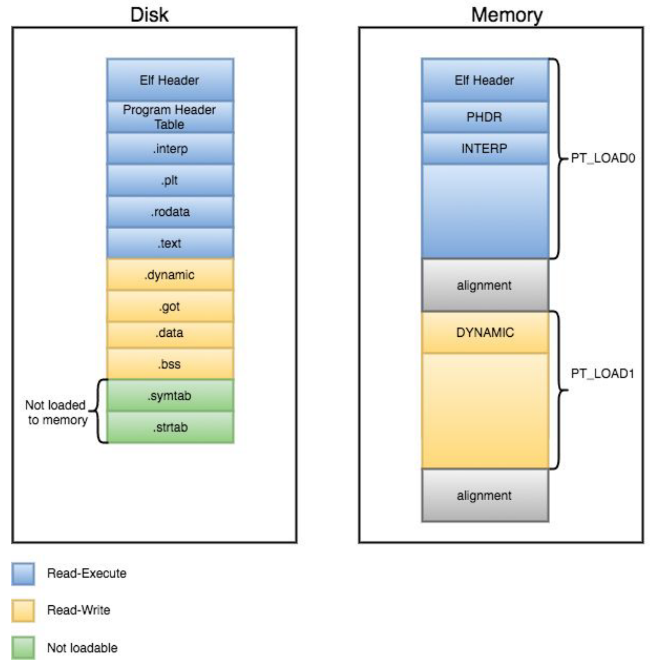 Disk
Elf Header
Program Header
Table
.interp
.plt
.rodata
.text
.dynamic
.got
.data
.bss
.symtab
.strtab
Not loaded
to memory
Memory
Elf Header
PHDR
INTERP
PT_LOAD0
alignment
DYNAMIC
PT_LOAD1
alignment
Read-Execute
Read-Write
Not loadable